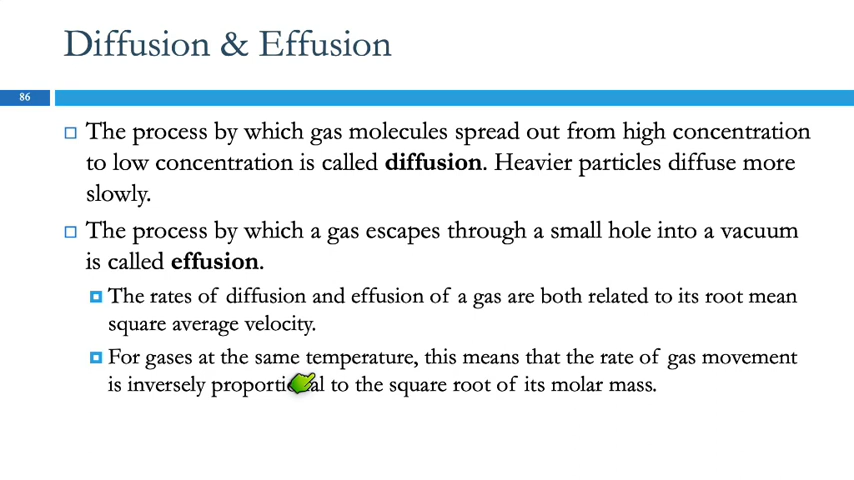 Diffusion & Effusion
86
The process by which gas molecules spread out from high concentration
to low concentration is called diffusion. Heavier particles diffuse more
slowly.
The process by which a gas escapes through a small hole into a vacuum
is called effusion.
The rates of diffusion and effusion of a gas are both related to its root mean
square average velocity.
For gases at the same temperature, this means that the rate of gas movement
is inversely proportional to the square root of its molar mass.